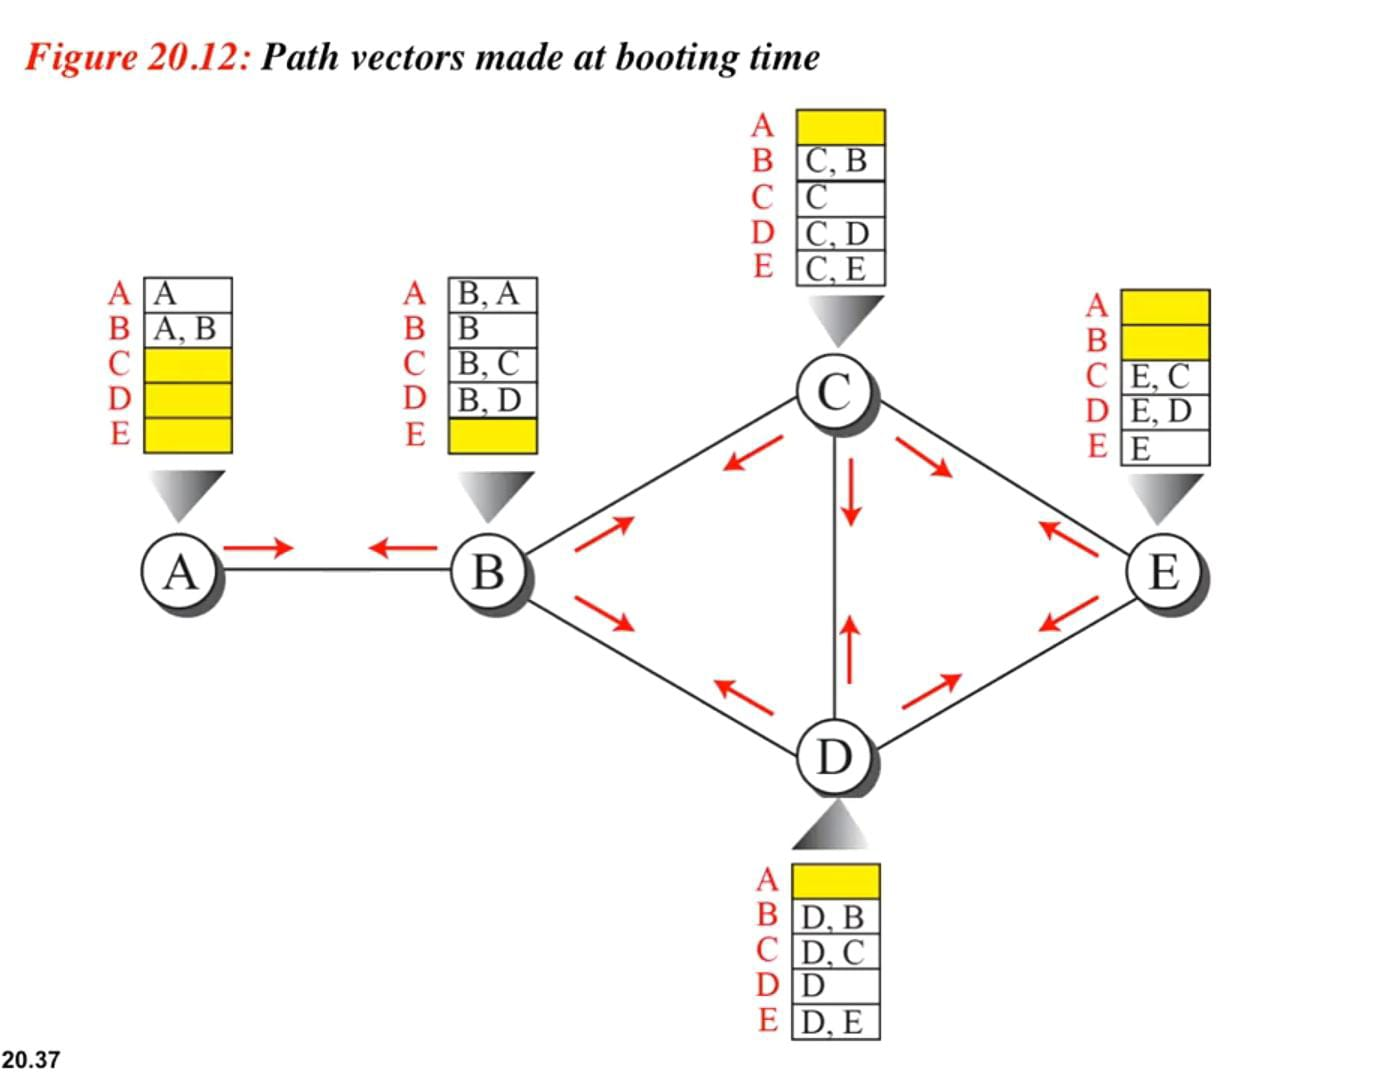 Figure 20.12: Path vectors made at booting time
A
B C, B
C C
D C, D
E C, E
A A
B A, B
C
D
E
A B, A
B B
C B, C
D B, D
E
A
B
C E, C
D E, D
E E
C
A
B
E
D
A
B D, B
C D, C
D D
E D, E
20.37